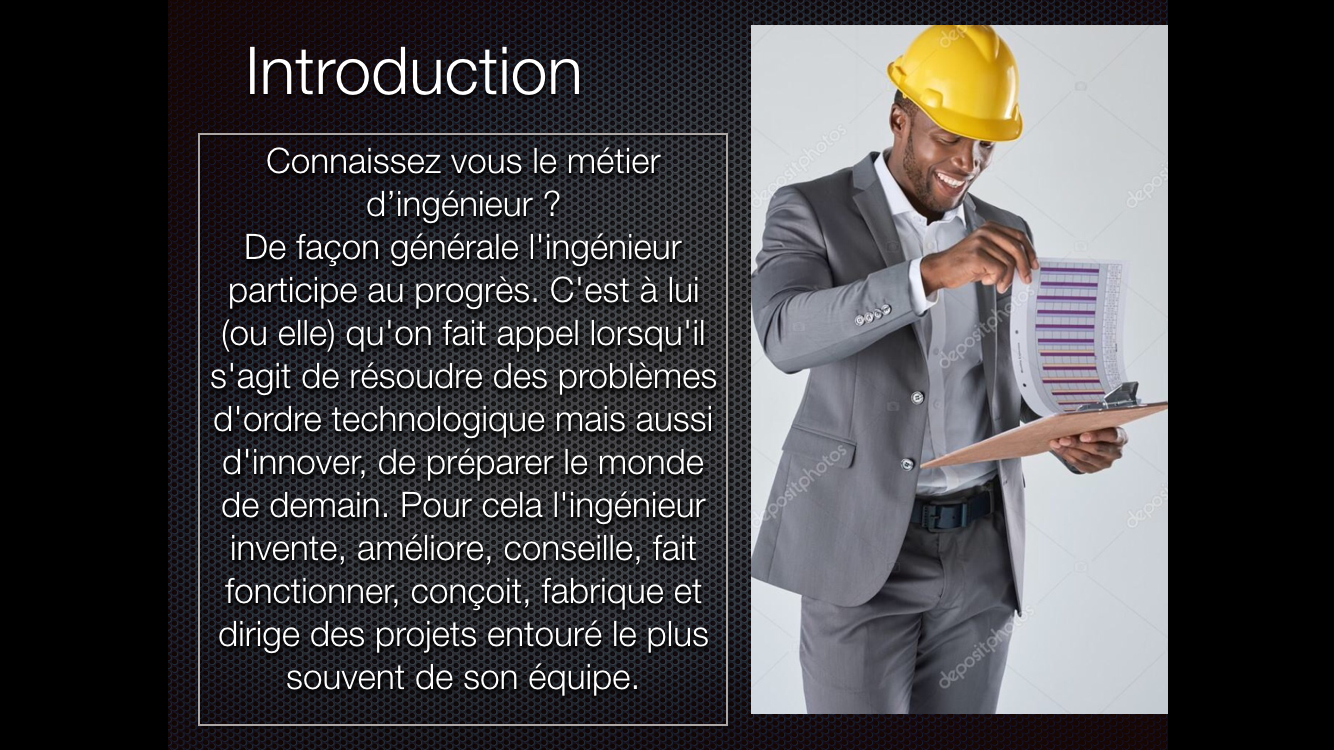 Introduction
Connaissez vous le métier
d’ingénieur ?
De façon générale l'ingénieur
participe au progrès. C'est à lui
(ou elle) qu'on fait appel lorsqu'il
s'agit de résoudre des problèmes
d'ordre technologique mais aussi
d'innover, de préparer le monde
de demain. Pour cela l'ingénieur
invente, améliore, conseille, fait
fonctionner, conçoit, fabrique et
dirige des projets entouré le plus
souvent de son équipe.
depositphotos
depositphotos
depositphotos
depositphotos